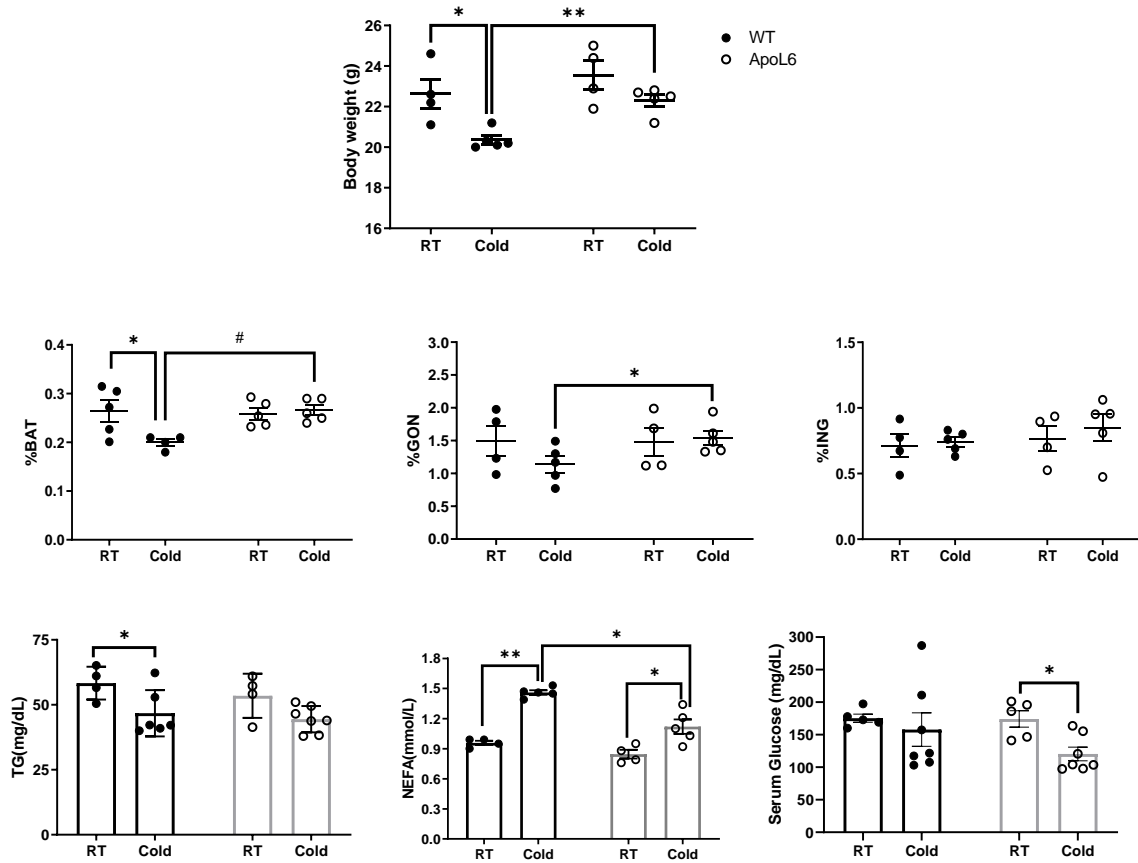 * **
26
24
22
20
18
16
Body weight (g)
RT Cold RT Cold
WT
ApoL6
* #
0.4
0.3
0.2
0.1
0.0
%BAT
RT Cold RT Cold
*
3.0
2.5
2.0
1.5
1.0
0.5
0.0
%GON
RT Cold RT Cold
1.5
1.0
0.5
0.0
%ING
RT Cold RT Cold
*
75
50
25
0
TG(mg/dL)
RT Cold RT Cold
*
** *
1.8
1.5
1.2
0.9
0.6
0.3
0.0
NEFA(mmol/L)
RT Cold RT Cold
*
300
250
200
150
100
50
0
Serum Glucose (mg/dL)
RT Cold RT Cold